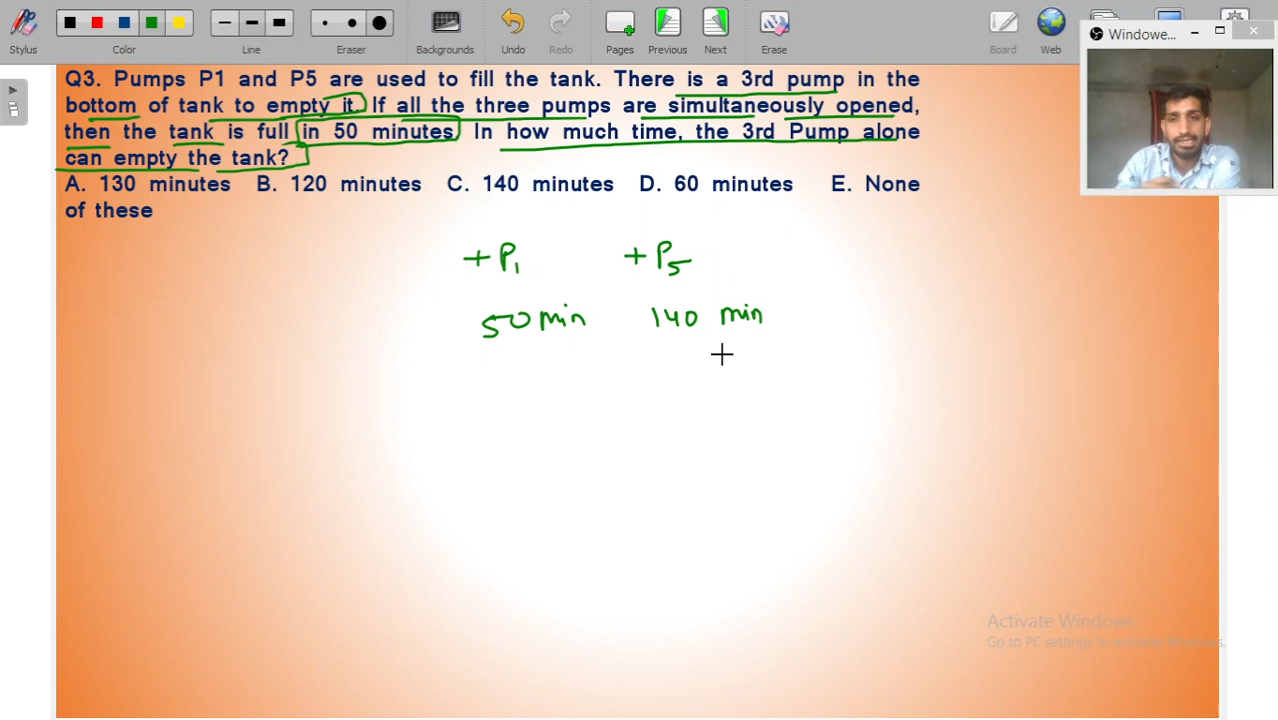 Stylus
Color
Line
Eraser
Backgrounds
Undo
Redo
Pages
Previous
Next
Erase
Board
Web
Windowe...
Q3. Pumps P1 and P5 are used to fill the tank. There is a 3rd pump in the
bottom of tank to empty it. If all the three pumps are simultaneously opened,
then the tank is full in 50 minutes. In how much time, the 3rd Pump alone
can empty the tank?
A. 130 minutes B. 120 minutes C. 140 minutes D. 60 minutes E. None
of these
+P1 +P5
50min 140 min
Activate Windows
Go to PC settings to activate Windows.